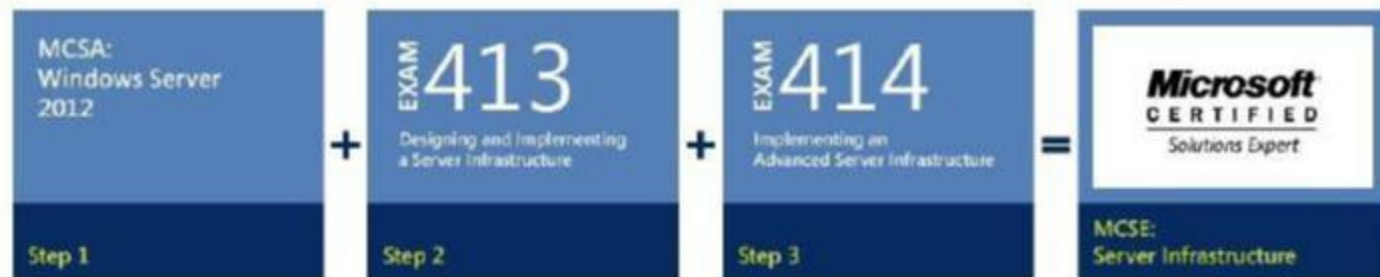 MCSA:
Windows Server
2012
Step 1
+
EXAM
413
Designing and Implementing
a Server Infrastructure
Step 2
+
EXAM
414
Implementing an
Advanced Server Infrastructure
Step 3
=
Microsoft
CERTIFIED
Solutions Expert
MCSE:
Server Infrastructure